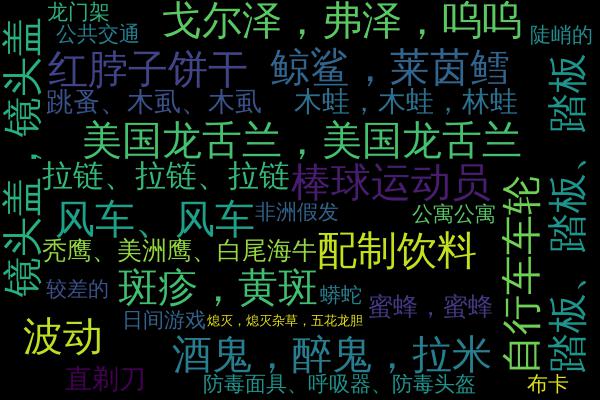 龙门架
戈尔泽，弗泽，呜呜
公共交通
陡峭的
镜头盖，镜头盖
红脖子饼干
鲸鲨，莱茵鳕
踏板、踏板、踏板
跳蚤、木虱、木虱
木蛙，木蛙，林蛙
美国龙舌兰，美国龙舌兰
拉链、拉链、拉链
棒球运动员
风车、风车
非洲假发
公寓公寓
自行车车轮
秃鹰、美洲鹰、白尾海牛
配制饮料
较差的
斑疹，黄斑
蟒蛇
蜜蜂，蜜蜂
波动
日间游戏
熄灭，熄灭杂草，五花龙胆
酒鬼，醉鬼，拉米
直剃刀
防毒面具、呼吸器、防毒头盔
布卡